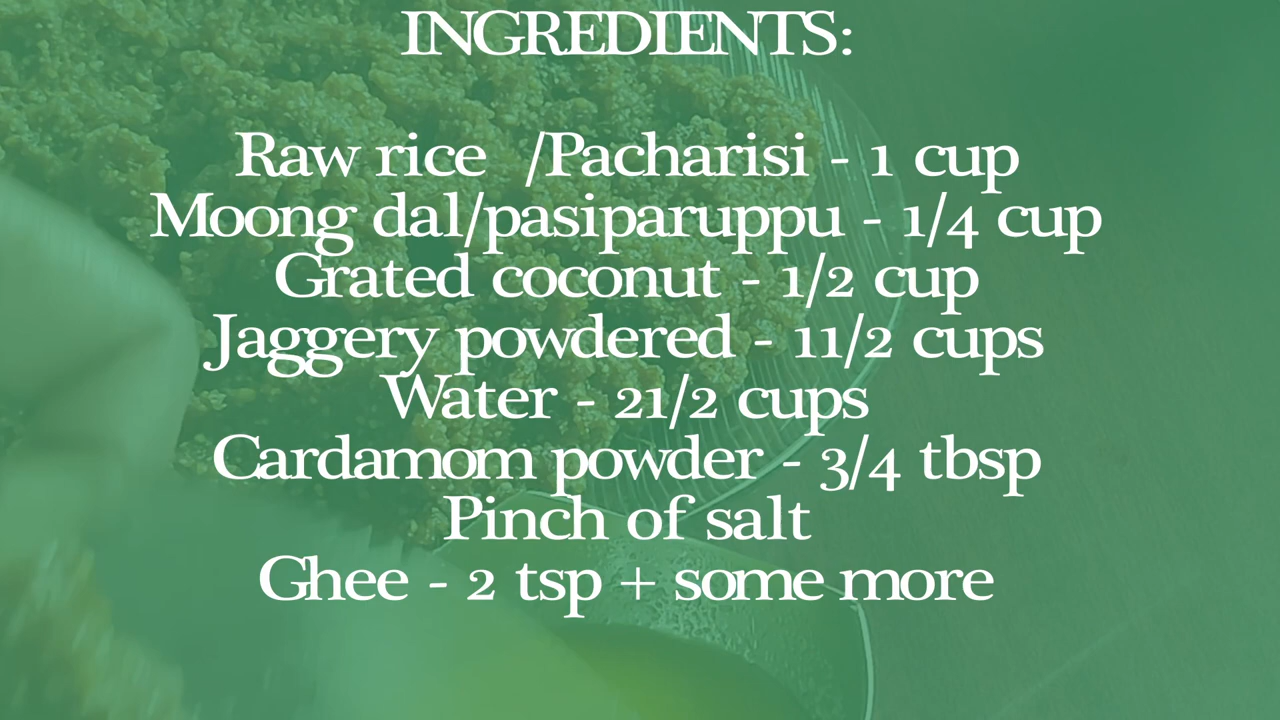 INGREDIENTS:
Raw rice /Pacharisi - 1 cup
Moong dal/pasiparuppu - 1/4 cup
Grated coconut - 1/2 cup
Jaggery powdered - 11/2 cups
Water - 21/2 cups
Cardamom powder - 3/4 tbsp
Pinch of salt
Ghee - 2 tsp + some more